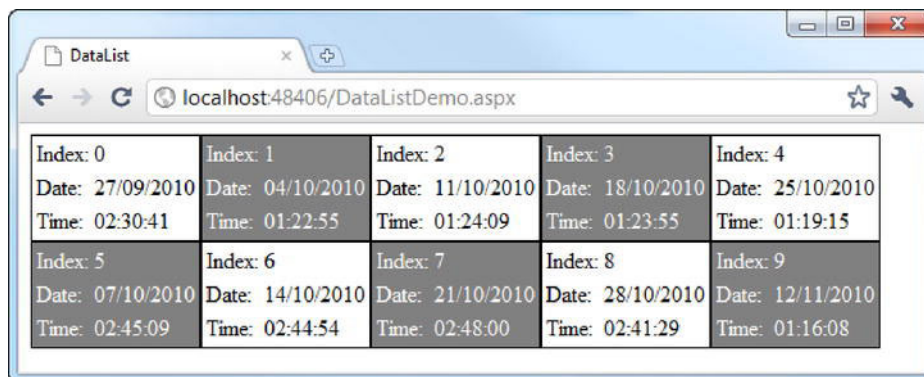 DataList
localhost:48406/DataListDemo.aspx
Index: 0
Date: 27/09/2010
Time: 02:30:41
Index: 1
Date: 04/10/2010
Time: 01:22:55
Index: 2
Date: 11/10/2010
Time: 01:24:09
Index: 3
Date: 18/10/2010
Time: 01:23:55
Index: 4
Date: 25/10/2010
Time: 01:19:15
Index: 5
Date: 07/10/2010
Time: 02:45:09
Index: 6
Date: 14/10/2010
Time: 02:44:54
Index: 7
Date: 21/10/2010
Time: 02:48:00
Index: 8
Date: 28/10/2010
Time: 02:41:29
Index: 9
Date: 12/11/2010
Time: 01:16:08